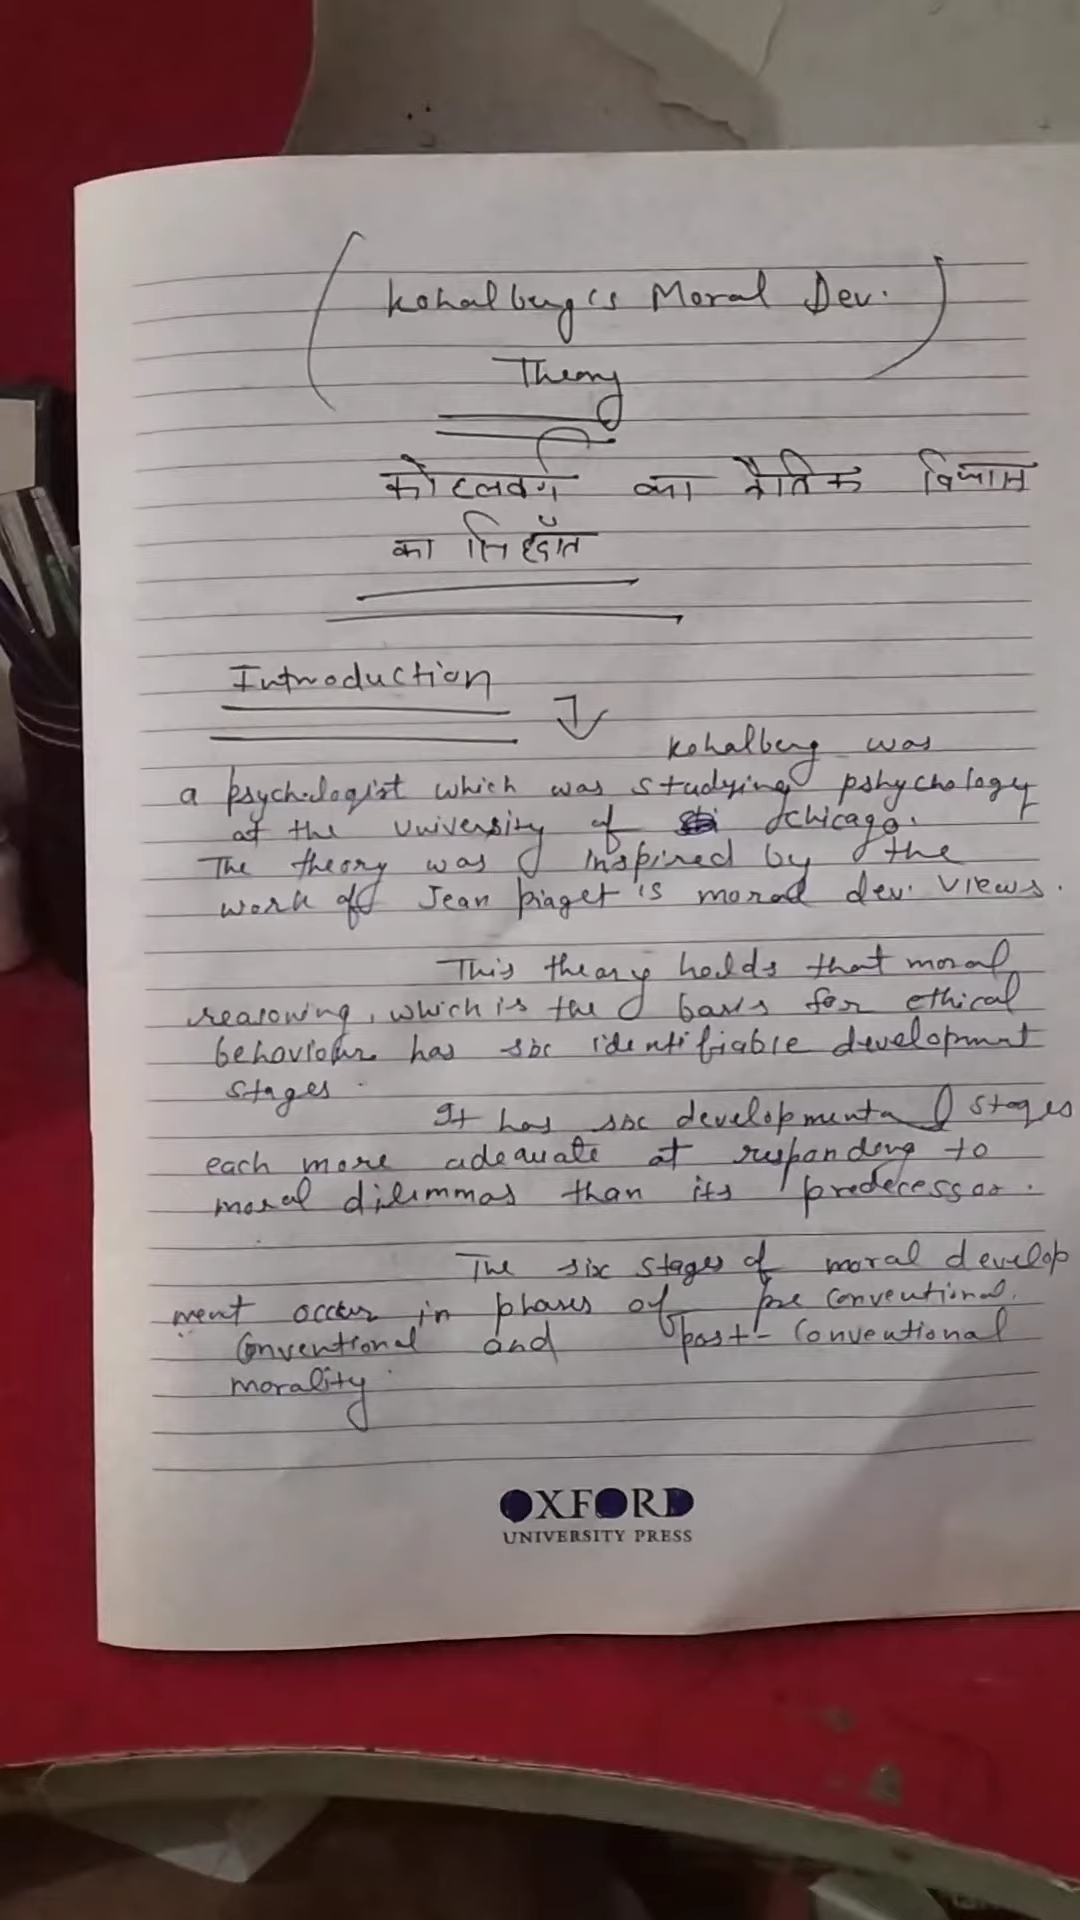 Kohalberg's Moral Dev.
Theory
कोहलवर्ग का नैतिक विकास
का सिद्दाँत
Introduction
Kohalberg was
a psychologist which was studying pshychology
at the University of chicago.
The theory was inspired by the
work of Jean piaget's moral dev. views.
This theory holds that moral
reasoning, which is the basis for ethical
behaviour has six identifiable development
stages.
It has six developmental stages
each more adequate at responding to
moral dilemmas than its predecessor.
The six stages of moral develop
ment occur in phases of pre conventional.
Conventional and post-Conventional
morality.
OXFORD
UNIVERSITY PRESS